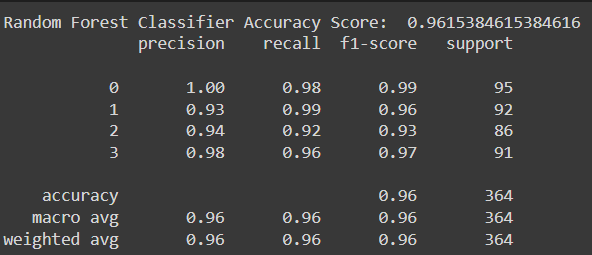 Random Forest Classifier Accuracy Score:  0.9615384615384616
              precision    recall  f1-score   support

           0       1.00      0.98      0.99        95
           1       0.93      0.99      0.96        92
           2       0.94      0.92      0.93        86
           3       0.98      0.96      0.97        91

    accuracy                           0.96       364
   macro avg       0.96      0.96      0.96       364
weighted avg       0.96      0.96      0.96       364